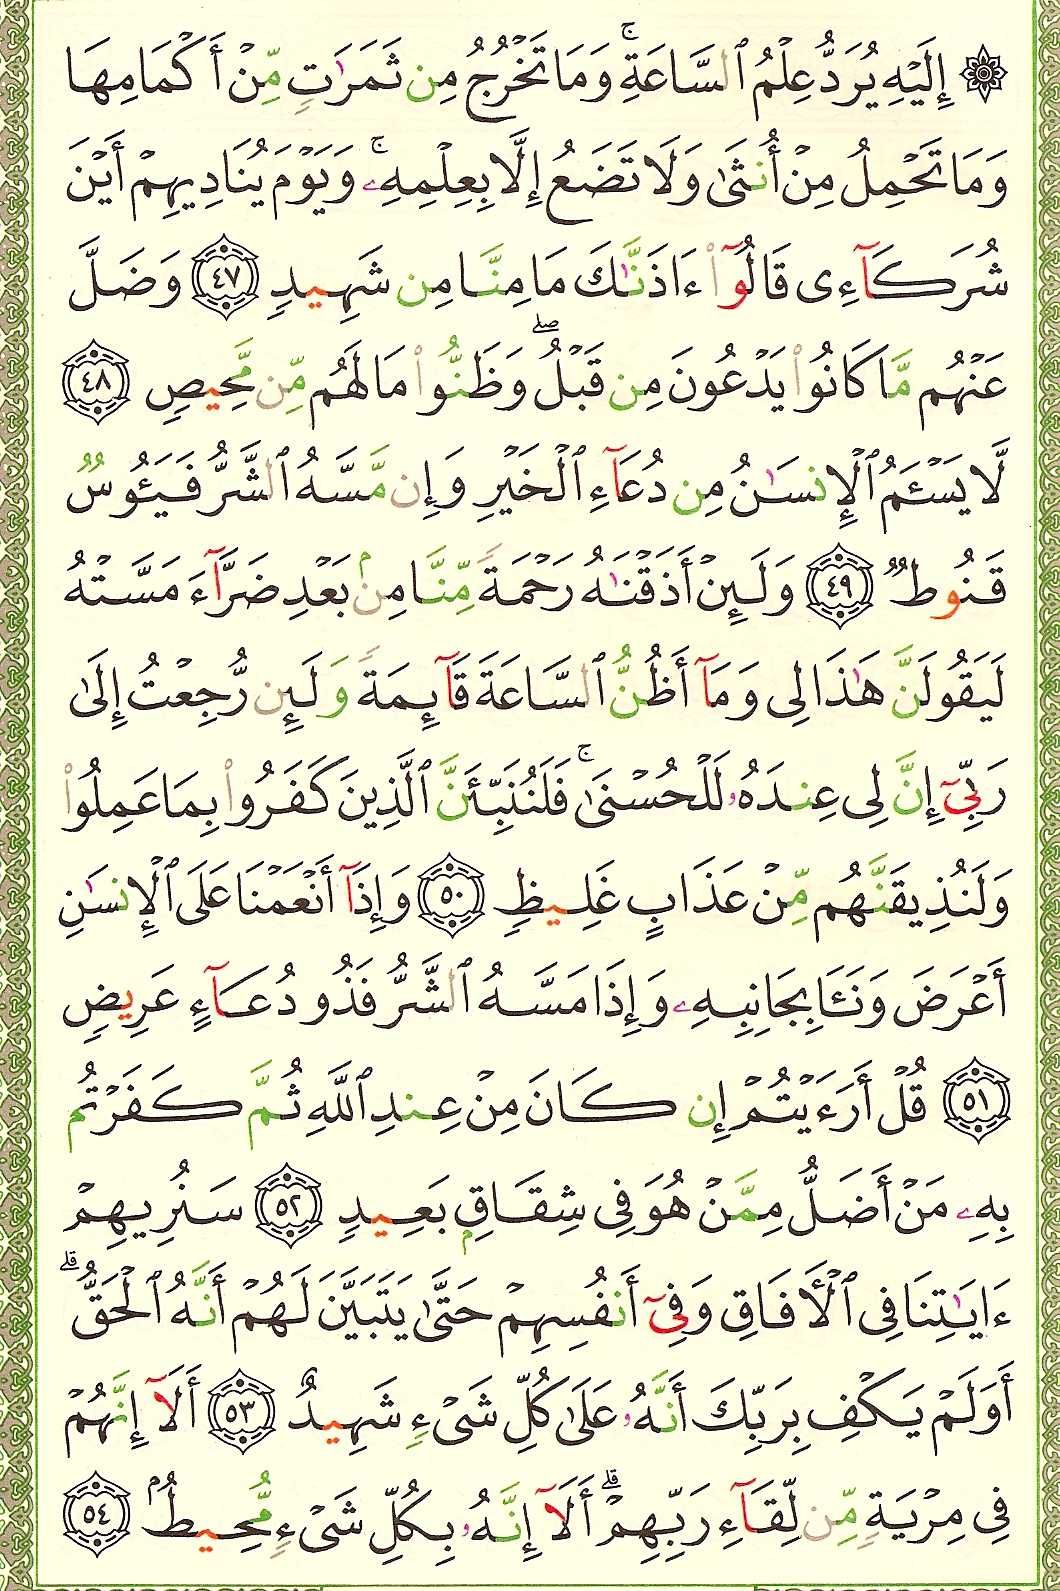 ۞ إِلَيْهِ يُرَدُّ عِلْمُ ٱلسَّاعَةِ ۚ وَمَا تَخْرُجُ مِن ثَمَرَٰتٍ مِّنْ أَكْمَامِهَا
وَمَا تَحْمِلُ مِنْ أُنثَىٰ وَلَا تَضَعُ إِلَّا بِعِلْمِهِۦ ۚ وَيَوْمَ يُنَادِيهِمْ أَيْنَ
شُرَكَآءِى قَالُوٓا۟ ءَاذَنَّٰكَ مَا مِنَّا مِن شَهِيدٍ ٤٧ وَضَلَّ
عَنْهُم مَّا كَانُوا۟ يَدْعُونَ مِن قَبْلُ ۖ وَظَنُّوا۟ مَا لَهُم مِّن مَّحِيصٍ ٤٨
لَّا يَسْـَٔمُ ٱلْإِنسَٰنُ مِن دُعَآءِ ٱلْخَيْرِ وَإِن مَّسَّهُ ٱلشَّرُّ فَيَـُٔوسٌ
قَنُوطٌ ٤٩ وَلَئِنْ أَذَقْنَٰهُ رَحْمَةً مِّنَّا مِنۢ بَعْدِ ضَرَّآءَ مَسَّتْهُ
لَيَقُولَنَّ هَٰذَا لِى وَمَآ أَظُنُّ ٱلسَّاعَةَ قَآئِمَةً وَلَئِن رُّجِعْتُ إِلَىٰ
رَبِّىٓ إِنَّ لِى عِندَهُۥ لَلْحُسْنَىٰ ۚ فَلَنُنَبِّئَنَّ ٱلَّذِينَ كَفَرُوا۟ بِمَا عَمِلُوا۟
وَلَنُذِيقَنَّهُم مِّنْ عَذَابٍ غَلِيظٍ ٥٠ وَإِذَآ أَنْعَمْنَا عَلَى ٱلْإِنسَٰنِ
أَعْرَضَ وَنَـَٔا بِجَانِبِهِۦ وَإِذَا مَسَّهُ ٱلشَّرُّ فَذُو دُعَآءٍ عَرِيضٍ
٥١ قُلْ أَرَءَيْتُمْ إِن كَانَ مِنْ عِندِ ٱللَّهِ ثُمَّ كَفَرْتُم
بِهِۦ مَنْ أَضَلُّ مِمَّنْ هُوَ فِى شِقَاقٍۭ بَعِيدٍ ٥٢ سَنُرِيهِمْ
ءَايَٰتِنَا فِى ٱلْـَٔافَاقِ وَفِىٓ أَنفُسِهِمْ حَتَّىٰ يَتَبَيَّنَ لَهُمْ أَنَّهُ ٱلْحَقُّ ۗ
أَوَلَمْ يَكْفِ بِرَبِّكَ أَنَّهُۥ عَلَىٰ كُلِّ شَىْءٍ شَهِيدٌ ٥٣ أَلَآ إِنَّهُمْ
فِى مِرْيَةٍ مِّن لِّقَآءِ رَبِّهِمْ ۗ أَلَآ إِنَّهُۥ بِكُلِّ شَىْءٍ مُّحِيطٌۢ ٥٤